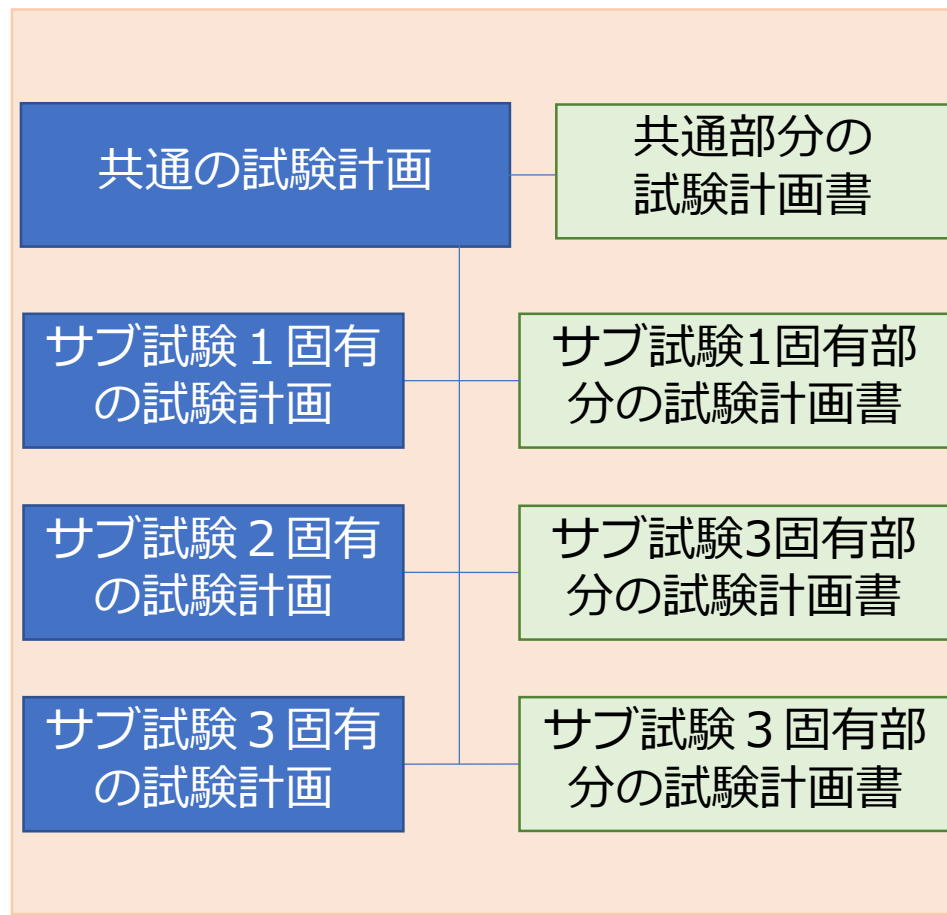 共通の試験計画
共通部分の
試験計画書
サブ試験１固有
の試験計画
サブ試験1固有部
分の試験計画書
サブ試験２固有
の試験計画
サブ試験3固有部
分の試験計画書
サブ試験３固有
の試験計画
サブ試験３固有部
分の試験計画書